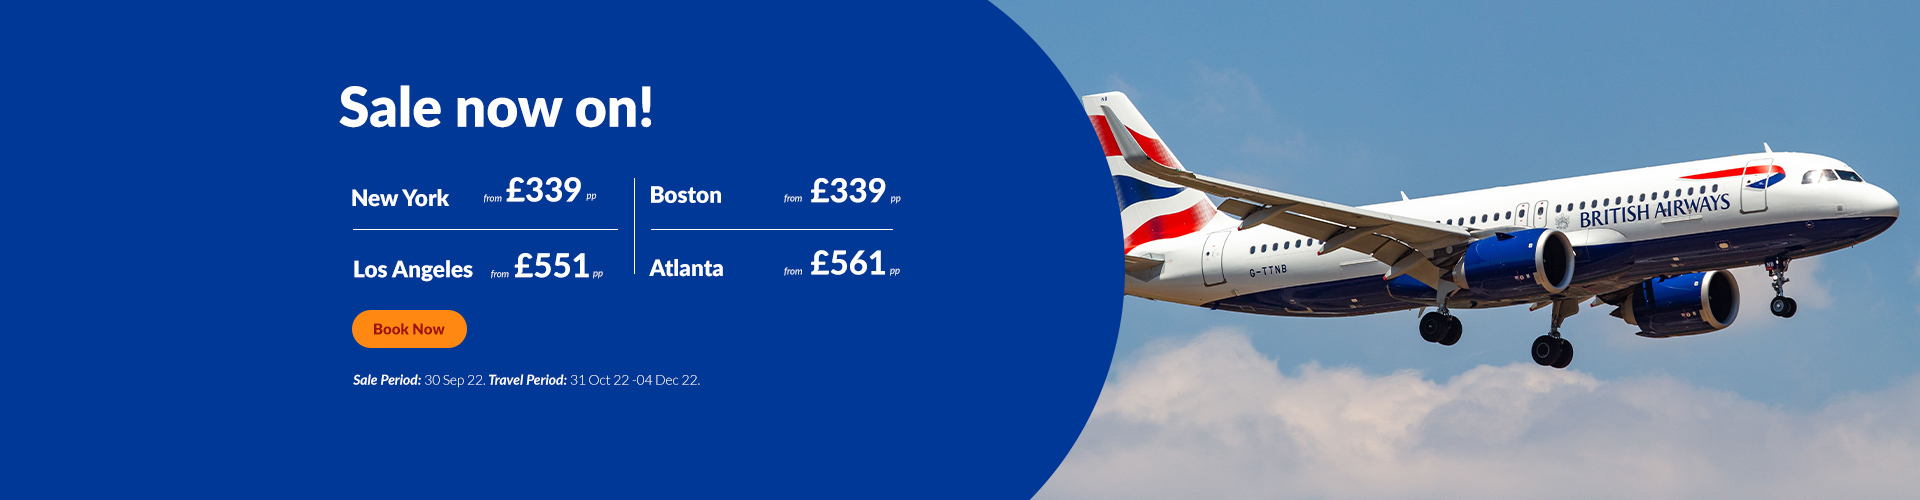 Sale now on!
New York from £339 pp
Boston from £339 pp
Los Angeles from £551 pp
Atlanta from £561 pp
Book Now
Sale Period: 30 Sep 22. Travel Period: 31 Oct 22 -04 Dec 22.
BRITISH AIRWAYS
G-TTNB